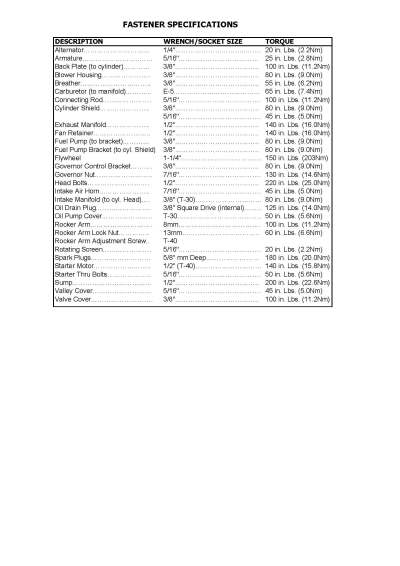 FASTENER SPECIFICATIONS
DESCRIPTION WRENCH/SOCKET SIZE TORQUE
Alternator 1/4" 20 in. Lbs. (2.2Nm)
Armature 5/16" 25 in. Lbs. (2.8Nm)
Back Plate (to cylinder) 3/8" 100 in. Lbs. (11.2Nm)
Blower Housing 3/8" 80 in. Lbs. (9.0Nm)
Breather 3/8" 55 in. Lbs. (6.2Nm)
Carburetor (to manifold) E-5 65 in. Lbs. (7.4Nm)
Connecting Rod 5/16" 100 in. Lbs. (11.2Nm)
Cylinder Shield 3/8" 80 in. Lbs. (9.0Nm)
5/16" 45 in. Lbs. (5.0Nm)
Exhaust Manifold 1/2" 140 in. Lbs. (16.0Nm)
Fan Retainer 1/2" 140 in. Lbs. (16.0Nm)
Fuel Pump (to bracket) 3/8" 80 in. Lbs. (9.0Nm)
Fuel Pump Bracket (to cyl. Shield) 3/8" 80 in. Lbs. (9.0Nm)
Flywheel 1-1/4" 150 in. Lbs. (203Nm)
Governor Control Bracket 3/8" 80 in. Lbs. (9.0Nm)
Governor Nut 7/16" 130 in. Lbs. (14.6Nm)
Head Bolts 1/2" 220 in. Lbs. (25.0Nm)
Intake Air Horn 7/16" 45 in. Lbs. (5.0Nm)
Intake Manifold (to cyl. Head) 3/8" (T-30) 80 in. Lbs. (9.0Nm)
Oil Drain Plug 3/8" Square Drive (internal) 125 in. Lbs. (14.0Nm)
Oil Pump Cover T-30 50 in. Lbs. (5.6Nm)
Rocker Arm 8mm 100 in. Lbs. (11.2Nm)
Rocker Arm Lock Nut 13mm 60 in. Lbs. (6.6Nm)
Rocker Arm Adjustment Screw T-40
Rotating Screen 5/16" 20 in. Lbs. (2.2Nm)
Spark Plugs 5/8" mm Deep 180 in. Lbs. (20.0Nm)
Starter Motor 1/2" (T-40) 140 in. Lbs. (15.8Nm)
Starter Thru Bolts 5/16" 50 in. Lbs. (5.6Nm)
Sump 1/2" 200 in. Lbs. (22.6Nm)
Valley Cover 5/16" 45 in. Lbs. (5.0Nm)
Valve Cover 3/8" 100 in. Lbs. (11.2Nm)